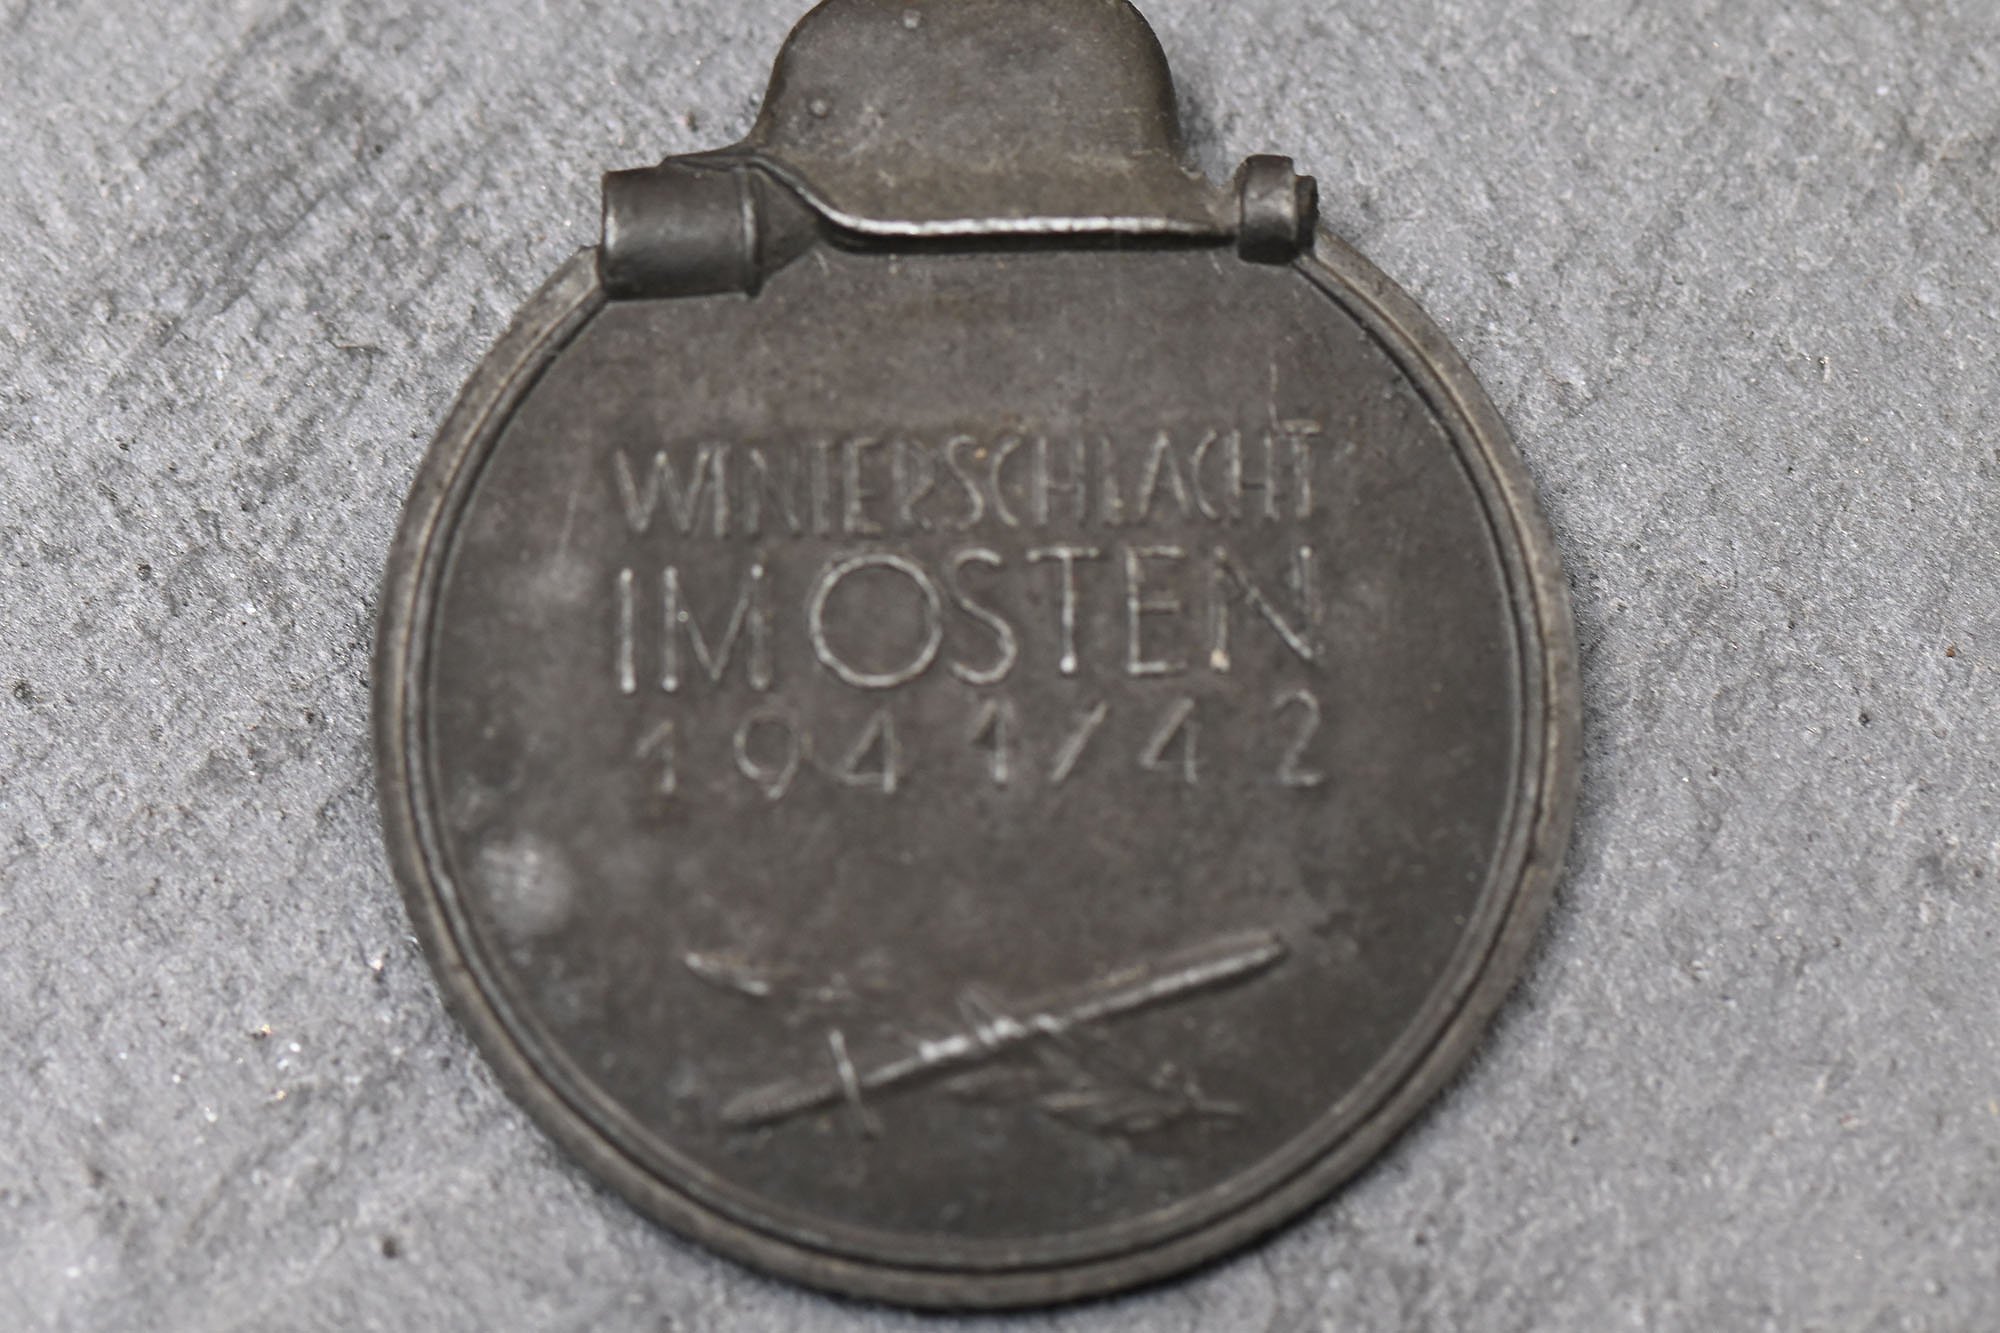 WINTERSCHLACHT
IM OSTEN
1941/42